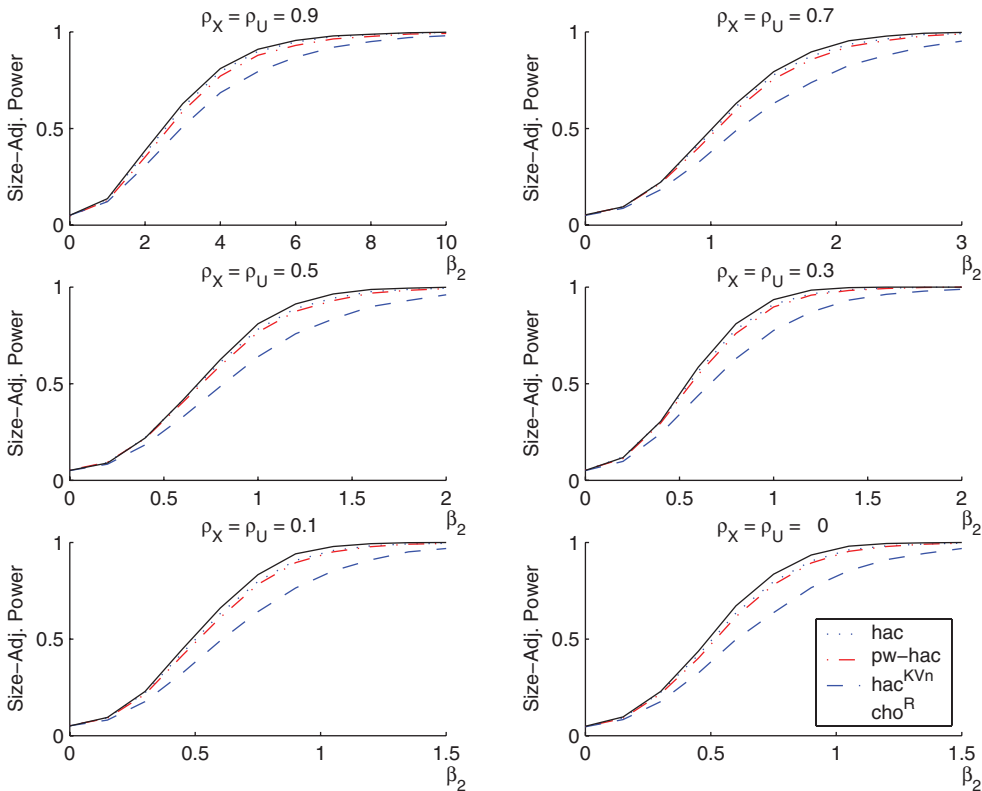 ρX = ρU = 0.9
Size−Adj. Power
1
0.5
0
0 2 4 6 8 10
β2
ρX = ρU = 0.7
Size−Adj. Power
1
0.5
0
0 1 2 3
β2
ρX = ρU = 0.5
Size−Adj. Power
1
0.5
0
0 0.5 1 1.5 2
β2
ρX = ρU = 0.3
Size−Adj. Power
1
0.5
0
0 0.5 1 1.5 2
β2
ρX = ρU = 0.1
Size−Adj. Power
1
0.5
0
0 0.5 1 1.5
β2
ρX = ρU = 0
Size−Adj. Power
1
0.5
0
0 0.5 1 1.5
β2
hac
pw−hac
hacKVn
choR